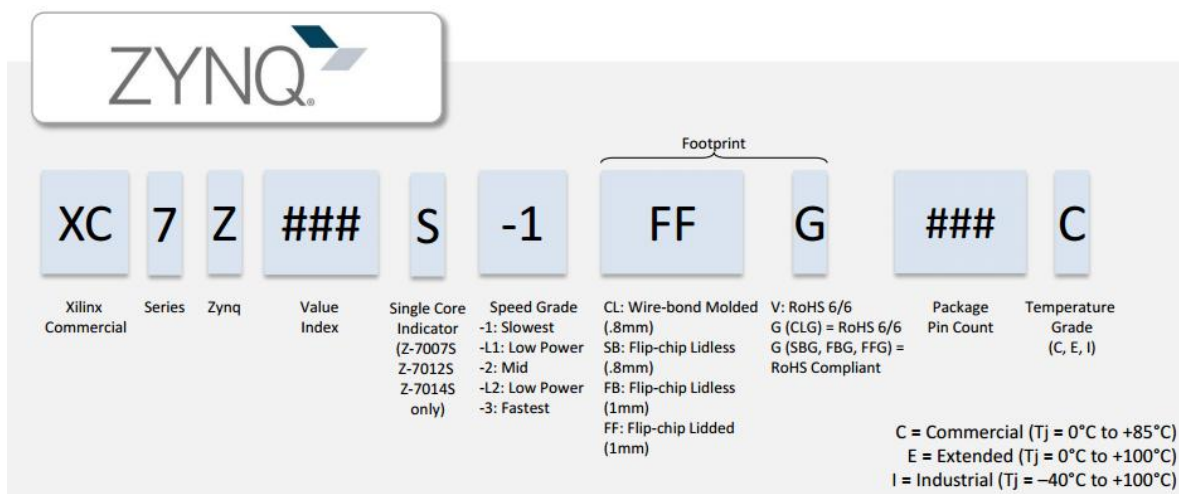 ZYNQ®
Footprint
XC 7 Z ### S -1 FF G ### C
Xilinx
Commercial
Series
Zynq
Value
Index
Single Core
Indicator
(Z-7007S
Z-7012S
Z-7014S
only)
Speed Grade
-1: Slowest
-L1: Low Power
-2: Mid
-L2: Low Power
-3: Fastest
CL: Wire-bond Molded
(.8mm)
SB: Flip-chip Lidless
(.8mm)
FB: Flip-chip Lidless
(1mm)
FF: Flip-chip Lidded
(1mm)
V: RoHS 6/6
G (CLG) = RoHS 6/6
G (SBG, FBG, FFG) =
RoHS Compliant
Package
Pin Count
Temperature
Grade
(C, E, I)
C = Commercial (Tj = 0°C to +85°C)
E = Extended (Tj = 0°C to +100°C)
I = Industrial (Tj = –40°C to +100°C)